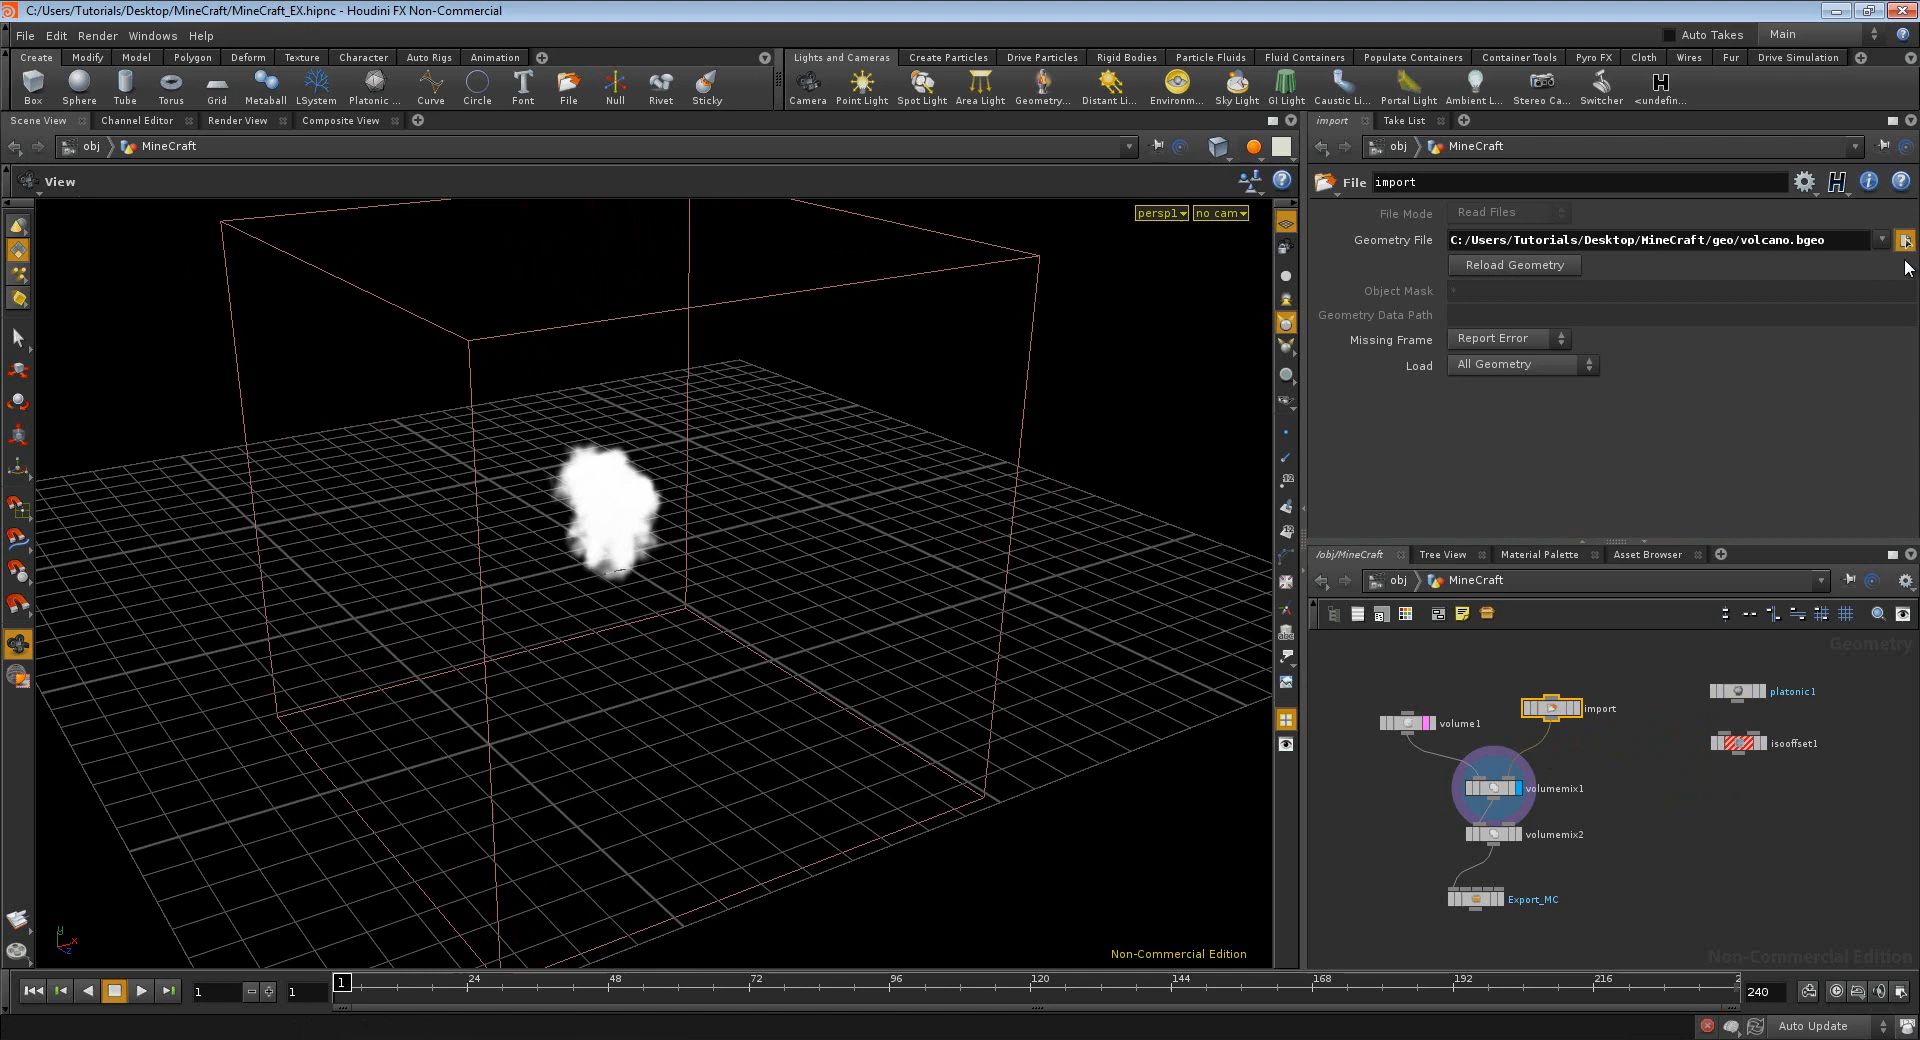 C:/Users/Tutorials/Desktop/MineCraft/MineCraft_EX.hipnc - Houdini FX Non-Commercial
File Edit Render Windows Help
Auto Takes Main
Create Modify Model Polygon Deform Texture Character Auto Rigs Animation
Lights and Cameras Create Particles Drive Particles Rigid Bodies Particle Fluids Fluid Containers Populate Containers Container Tools Pyro FX Cloth Wires Fur Drive Simulation
Box Sphere Tube Torus Grid Metaball LSystem Platonic ... Curve Circle Font File Null Rivet Sticky
Camera Point Light Spot Light Area Light Geometry... Distant Li... Environm... Sky Light GI Light Caustic Li... Portal Light Ambient L... Stereo Ca... Switcher <undefin...
Scene View Channel Editor Render View Composite View
import Take List
obj MineCraft
obj MineCraft
View
File import
persp1 no cam
File Mode Read Files
Geometry File C:/Users/Tutorials/Desktop/MineCraft/geo/volcano.bgeo
Reload Geometry
Object Mask *
Geometry Data Path
Missing Frame Report Error
Load All Geometry
/obj/MineCraft Tree View Material Palette Asset Browser
obj MineCraft
Geometry
platonic1
import
volume1
isooffset1
volumemix1
volumemix2
Export_MC
Non-Commercial Edition
Non-Commercial Edition
1 1 1 24 48 72 96 120 144 168 192 216 2 240
Auto Update